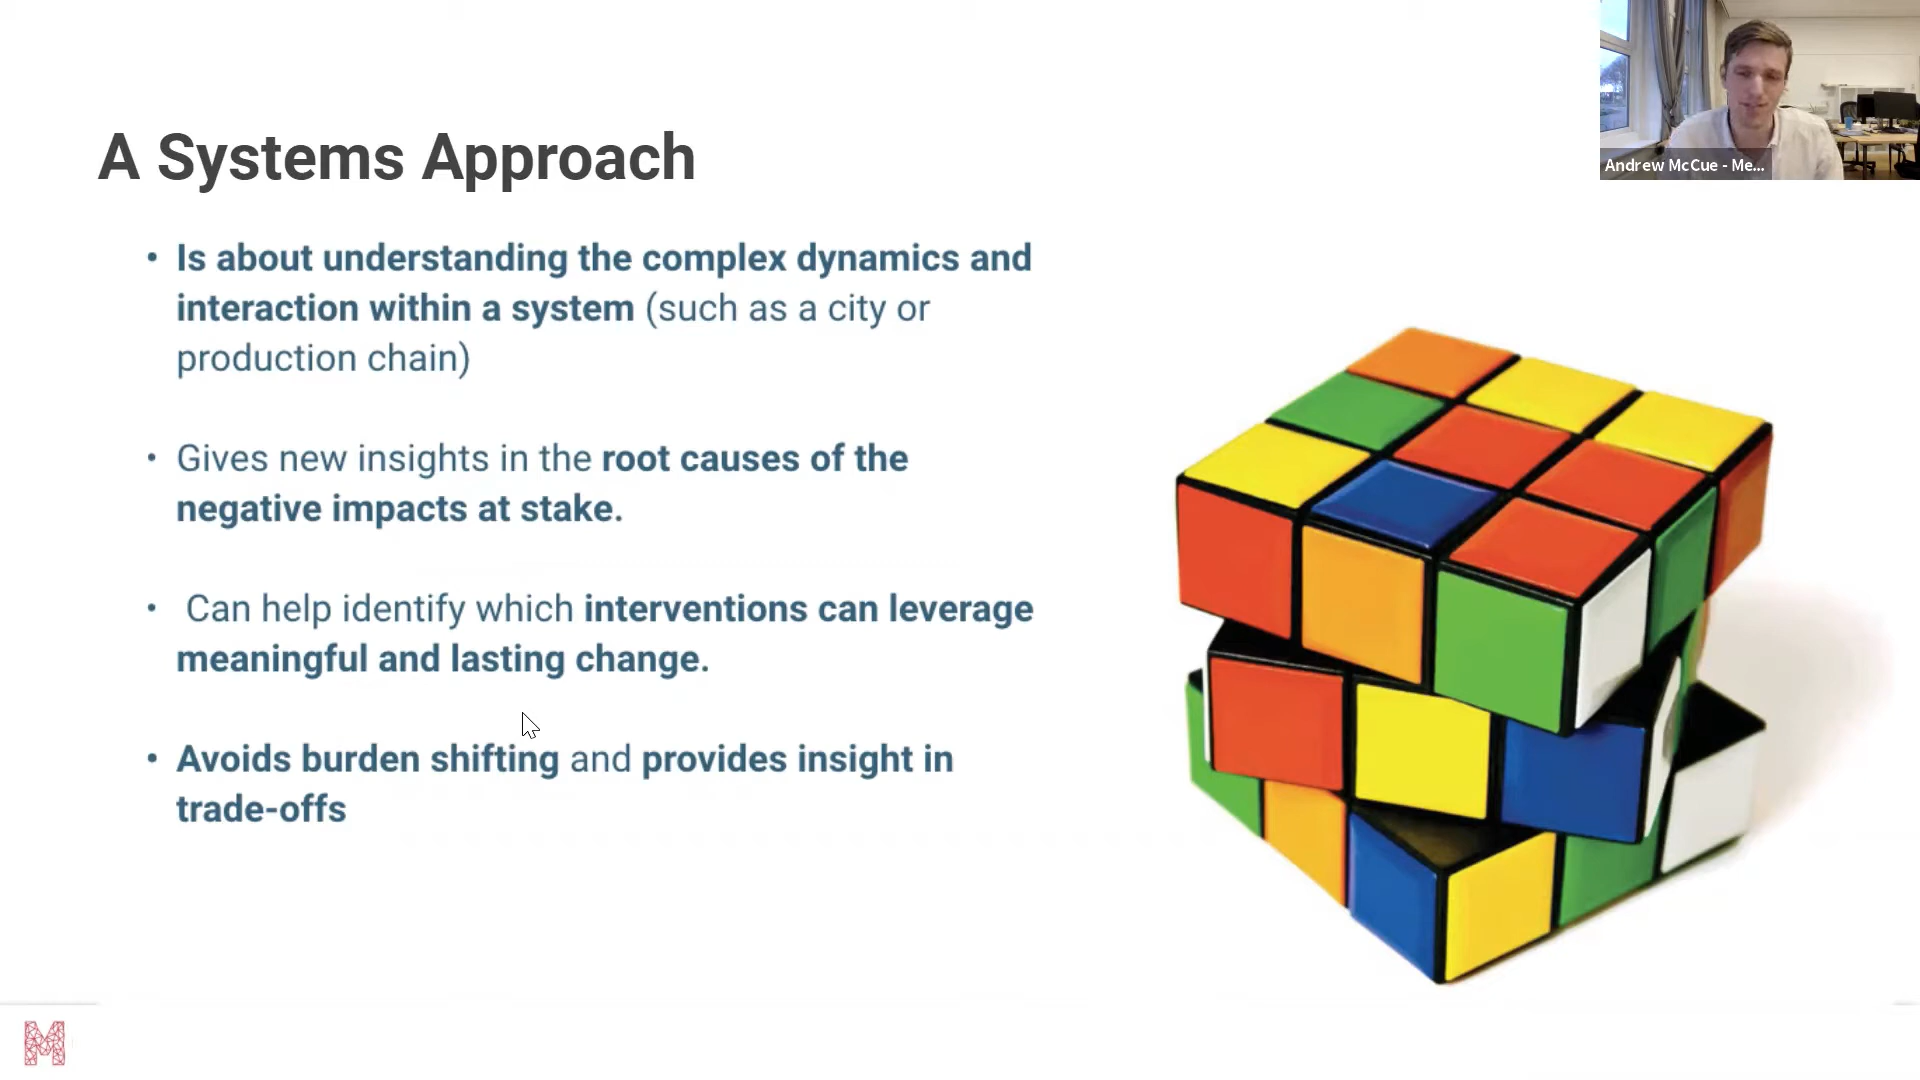 A Systems Approach
• Is about understanding the complex dynamics and
interaction within a system (such as a city or
production chain)
• Gives new insights in the root causes of the
negative impacts at stake.
• Can help identify which interventions can leverage
meaningful and lasting change.
• Avoids burden shifting and provides insight in
trade-offs
Andrew McCue - Me...
M